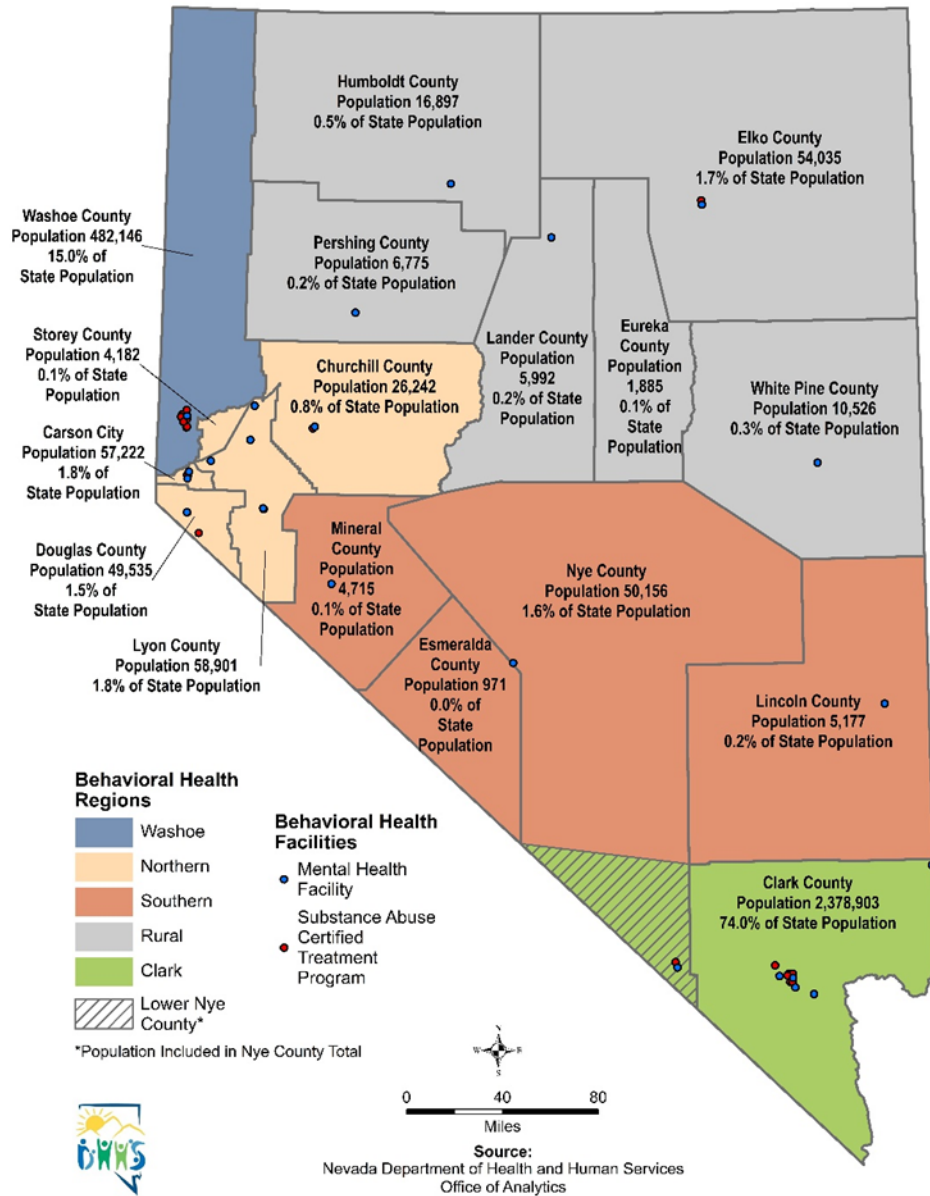 Humboldt County
Population 16,897
0.5% of State Population
Elko County
Population 54,035
1.7% of State Population
Washoe County
Population 482,146
15.0% of
State Population
Pershing County
Population 6,775
0.2% of State Population
Storey County
Population 4,182
0.1% of State
Population
Churchill County
Population 26,242
0.8% of State Population
Lander County
Population
5,992
0.2% of State
Population
Eureka
County
Population
1,885
0.1% of
State
Population
White Pine County
Population 10,526
0.3% of State Population
Carson City
Population 57,222
1.8% of
State Population
Douglas County
Population 49,535
1.5% of
State Population
Mineral
County
Population
4,715
0.1% of State
Population
Nye County
Population 50,156
1.6% of State Population
Lyon County
Population 58,901
1.8% of State Population
Esmeralda
County
Population 971
0.0% of
State
Population
Lincoln County
Population 5,177
0.2% of State Population
Clark County
Population 2,378,903
74.0% of State Population
Behavioral Health
Regions
Washoe
Northern
Southern
Rural
Clark
Lower Nye
County*
*Population Included in Nye County Total
Behavioral Health
Facilities
Mental Health
Facility
Substance Abuse
Certified
Treatment
Program
N
W E
S
0 40 80
Miles
Source:
Nevada Department of Health and Human Services
Office of Analytics
DHHS